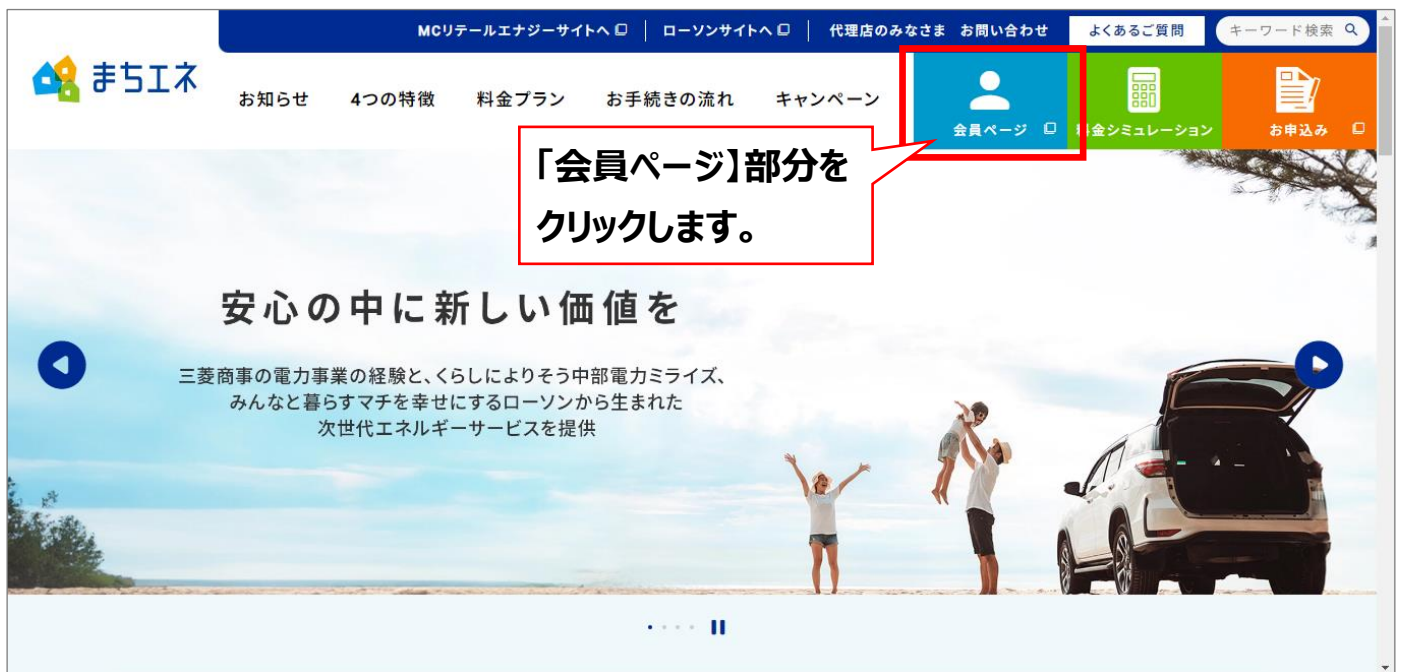 MCリテールエナジーサイトへ
ローソンサイトへ
代理店のみなさま
お問い合わせ
よくあるご質問
キーワード検索
まちエネ
お知らせ
4つの特徴
料金プラン
お手続きの流れ
キャンペーン
会員ページ
料金シミュレーション
お申込み
「会員ページ】部分を
クリックします。
安心の中に新しい価値を
三菱商事の電力事業の経験と、くらしによりそう中部電力ミライズ、
みんなと暮らすマチを幸せにするローソンから生まれた
次世代エネルギーサービスを提供